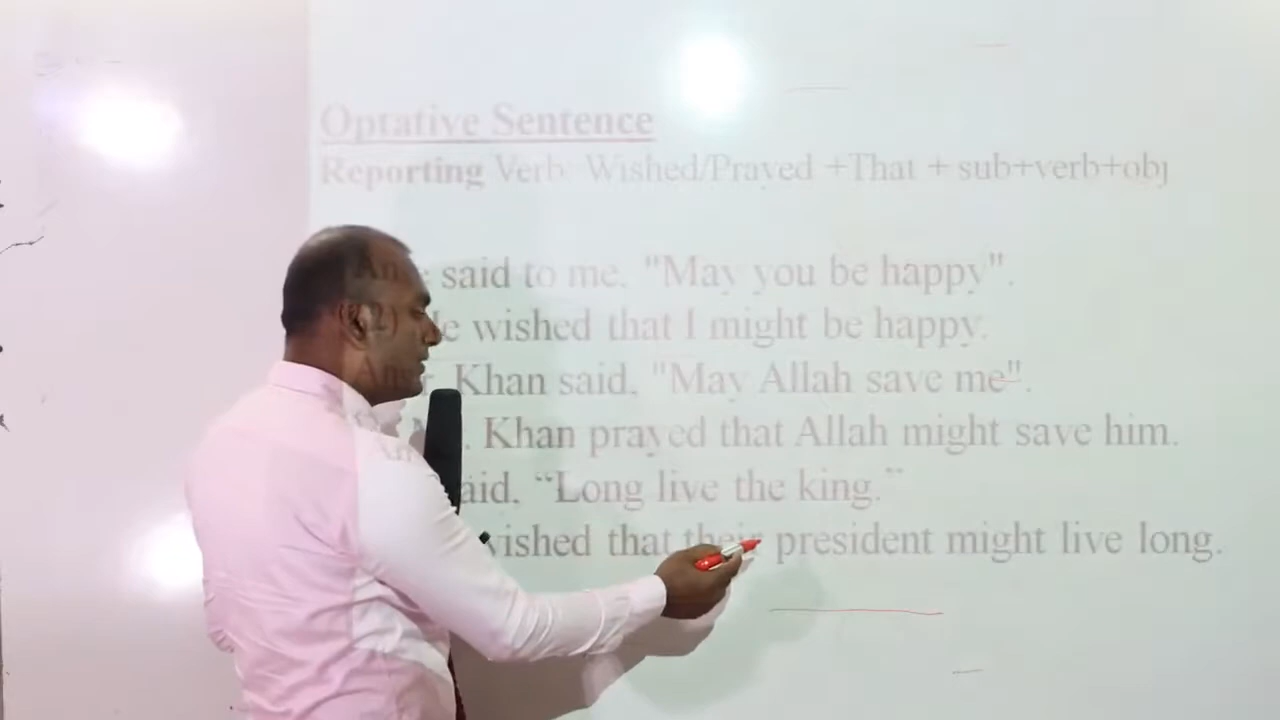 Optative Sentence
Reporting Verb: Wished/Prayed +That + sub+verb+obj
said to me, "May you be happy".
wished that I might be happy.
Khan said, "May Allah save me".
Khan prayed that Allah might save him.
said, “Long live the king.”
wished that their president might live long.